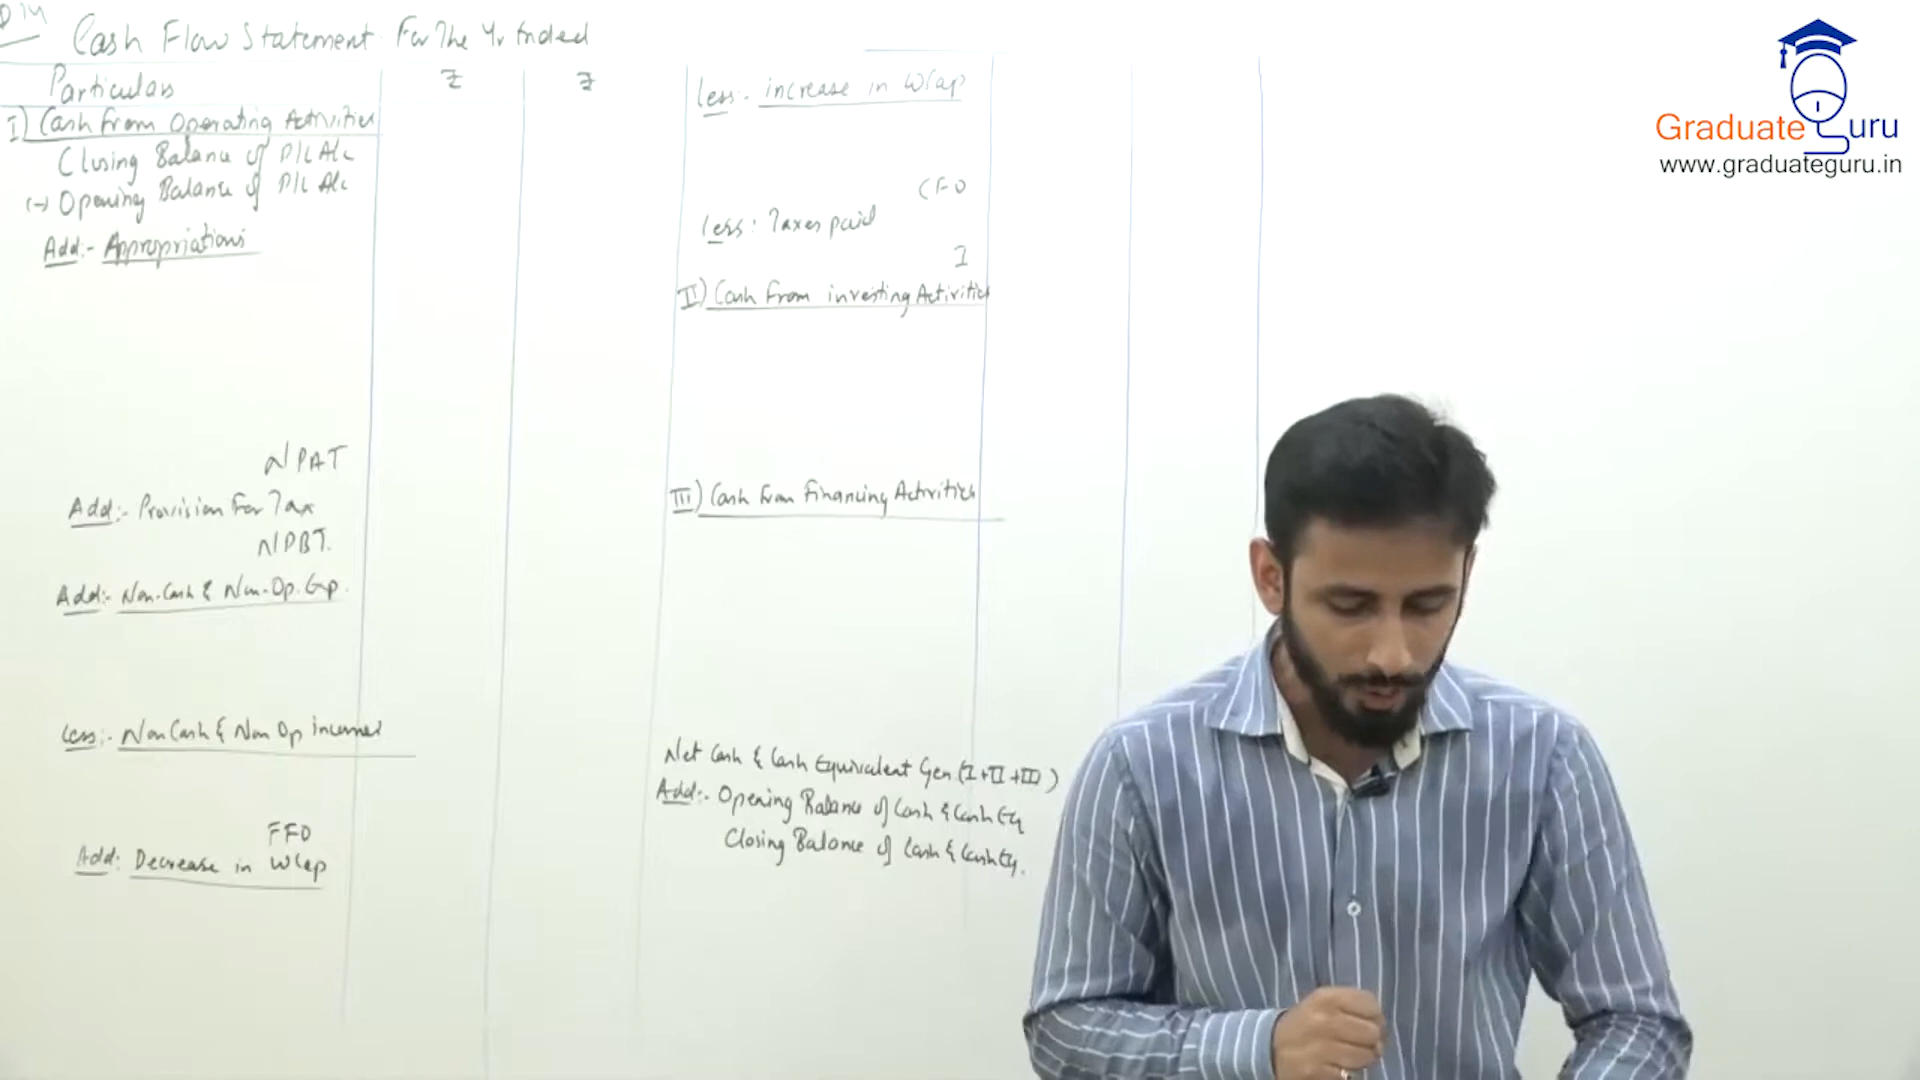 Cash Flow Statement For The Yr Ended
Particulars ₹ ₹
I) Cash From Operating Activities
Closing Balance of P/L A/c
(-) Opening Balance of P/L A/c
Add:- Appropriations
NPAT
Add:- Provision For Tax
NPBT.
Add:- Non-Cash & Non-Op. Exp.
Less:- Non Cash & Non Op incomes
FFO
Add: Decrease in WCap
Less:- increase in WCap
CFO
Less: Taxes paid
I
II) Cash From investing Activities
III) Cash from Financing Activities
Net Cash & Cash Equivalent Gen (I+II+III)
Add:- Opening Balance of Cash & Cash Eq
Closing Balance of Cash & Cash Eq.
Graduate Guru
www.graduateguru.in